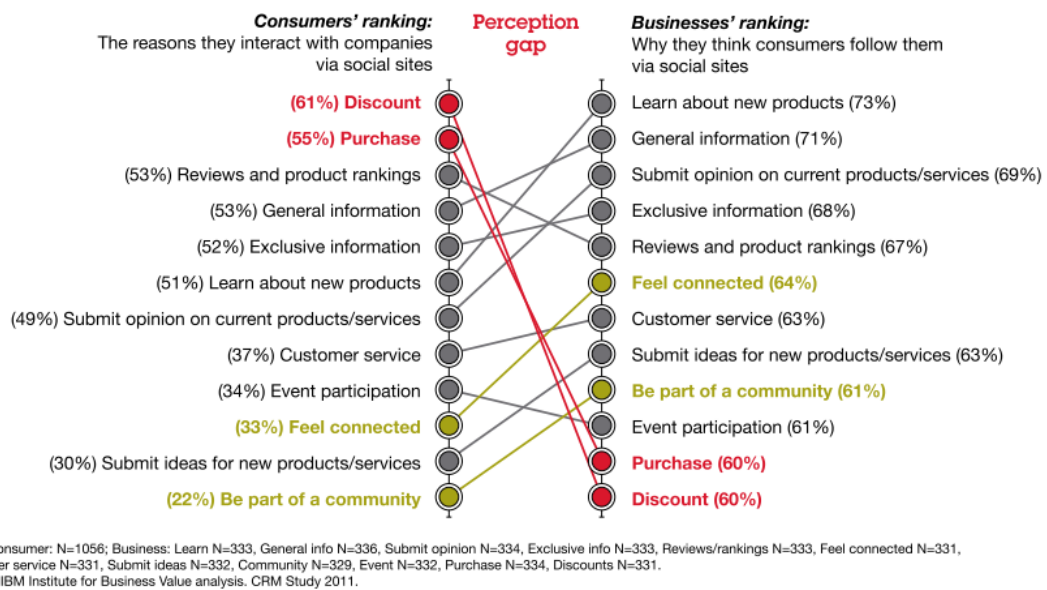 Consumers' ranking:
The reasons they interact with companies
via social sites
Perception
gap
Businesses' ranking:
Why they think consumers follow them
via social sites
(61%) Discount
(55%) Purchase
(53%) Reviews and product rankings
(53%) General information
(52%) Exclusive information
(51%) Learn about new products
(49%) Submit opinion on current products/services
(37%) Customer service
(34%) Event participation
(33%) Feel connected
(30%) Submit ideas for new products/services
(22%) Be part of a community
Learn about new products (73%)
General information (71%)
Submit opinion on current products/services (69%)
Exclusive information (68%)
Reviews and product rankings (67%)
Feel connected (64%)
Customer service (63%)
Submit ideas for new products/services (63%)
Be part of a community (61%)
Event participation (61%)
Purchase (60%)
Discount (60%)
onsumer: N=1056; Business: Learn N=333, General info N=336, Submit opinion N=334, Exclusive info N=333, Reviews/rankings N=333, Feel connected N=331,
er service N=331, Submit ideas N=332, Community N=329, Event N=332, Purchase N=334, Discounts N=331.
IBM Institute for Business Value analysis. CRM Study 2011.